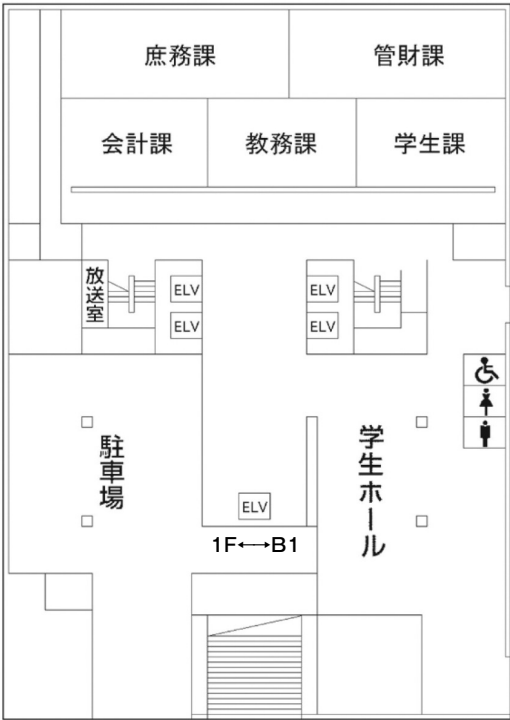 庶務課
管財課
会計課
教務課
学生課
放送室
ELV
ELV
ELV
ELV
駐車場
学生ホール
ELV
1F⟷B1